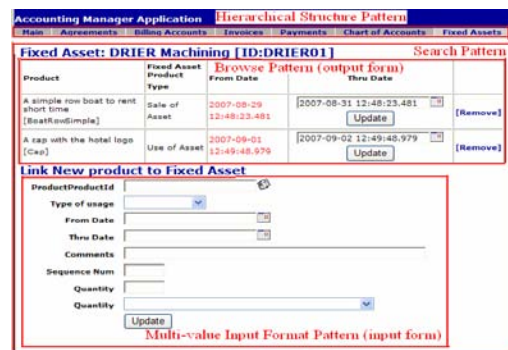 Accounting Manager Application Hierarchical Structure Pattern
Main Agreements Billing Accounts Invoices Payments Chart of Accounts Fixed Assets
Fixed Asset: DRIER Machining [ID:DRIER01] Search Pattern
Browse Pattern (output form)
Product Fixed Asset Product Type From Date Thru Date
A simple row boat to rent short time [BoatRowSimple] Sale of Asset 2007-08-29 12:48:23.481 2007-08-31 12:48:23.481 Update [Remove]
A cap with the hotel logo [Cap] Use of Asset 2007-09-01 12:49:48.979 2007-09-02 12:49:48.979 Update [Remove]
Link New product to Fixed Asset
ProductProductId
Type of usage
From Date
Thru Date
Comments
Sequence Num
Quantity
Quantity
Update
Multi-value Input Format Pattern (input form)